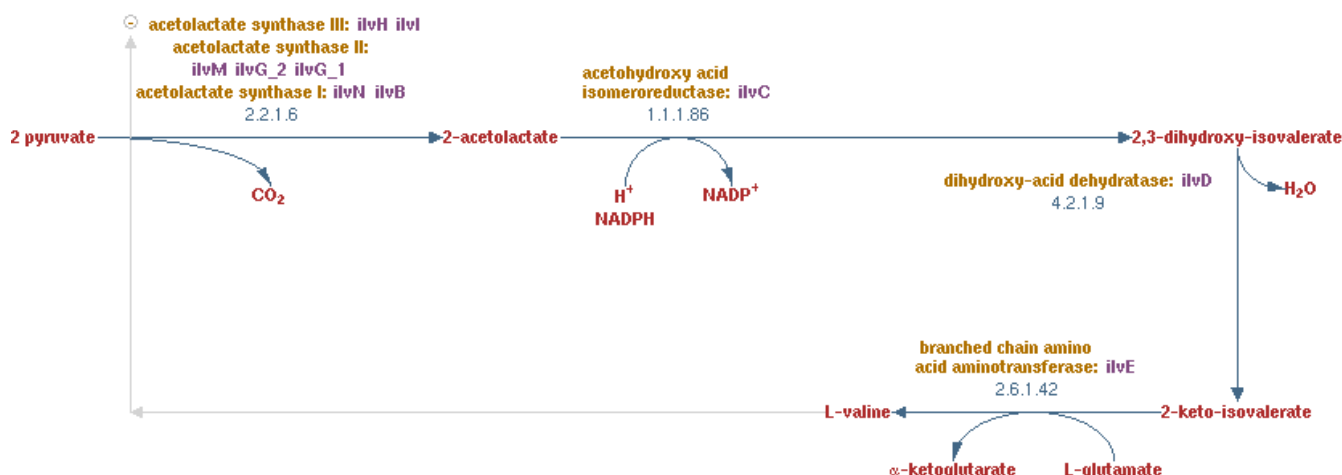 ⊖ acetolactate synthase III: ilvH ilvI
acetolactate synthase II:
ilvM ilvG_2 ilvG_1
acetolactate synthase I: ilvN ilvB
2.2.1.6
acetohydroxy acid
isomeroreductase: ilvC
1.1.1.86
2 pyruvate
2-acetolactate
2,3-dihydroxy-isovalerate
CO₂
H⁺
NADPH
NADP⁺
dihydroxy-acid dehydratase: ilvD
4.2.1.9
H₂O
branched chain amino
acid aminotransferase: ilvE
2.6.1.42
L-valine
2-keto-isovalerate
α-ketoglutarate
L-glutamate